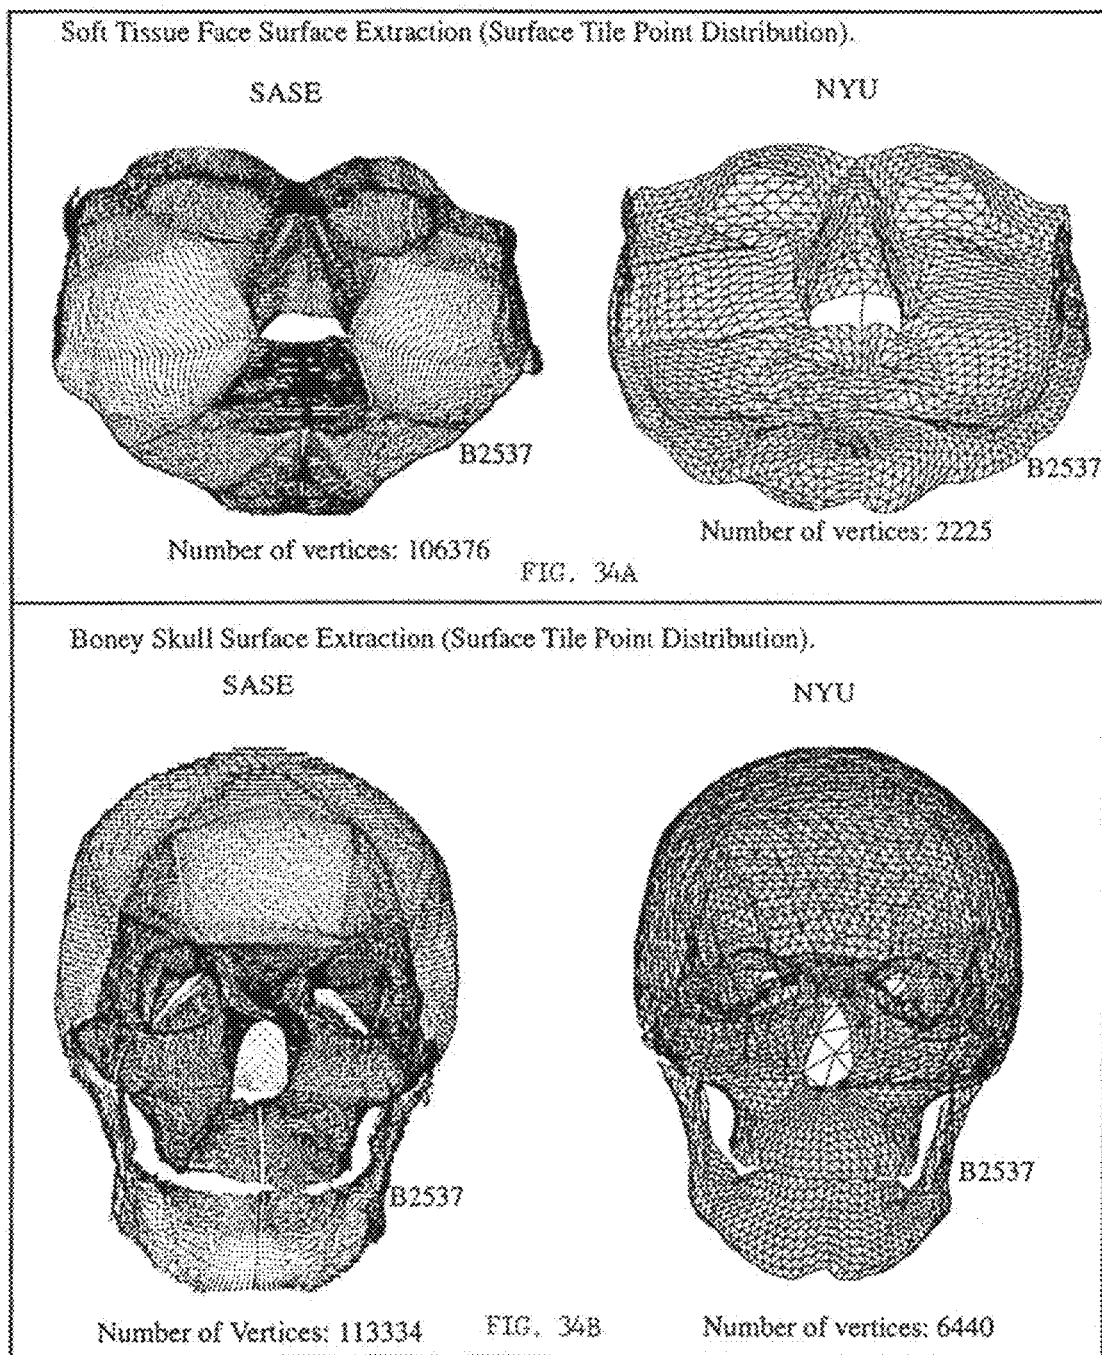 Soft Tissue Face Surface Extraction (Surface Tile Point Distribution).
SASE
NYU
B2537
B2537
Number of vertices: 106376
Number of vertices: 2225
FIG. 34A
Boney Skull Surface Extraction (Surface Tile Point Distribution).
SASE
NYU
B2537
B2537
Number of Vertices: 113334
FIG. 34B
Number of vertices: 6440